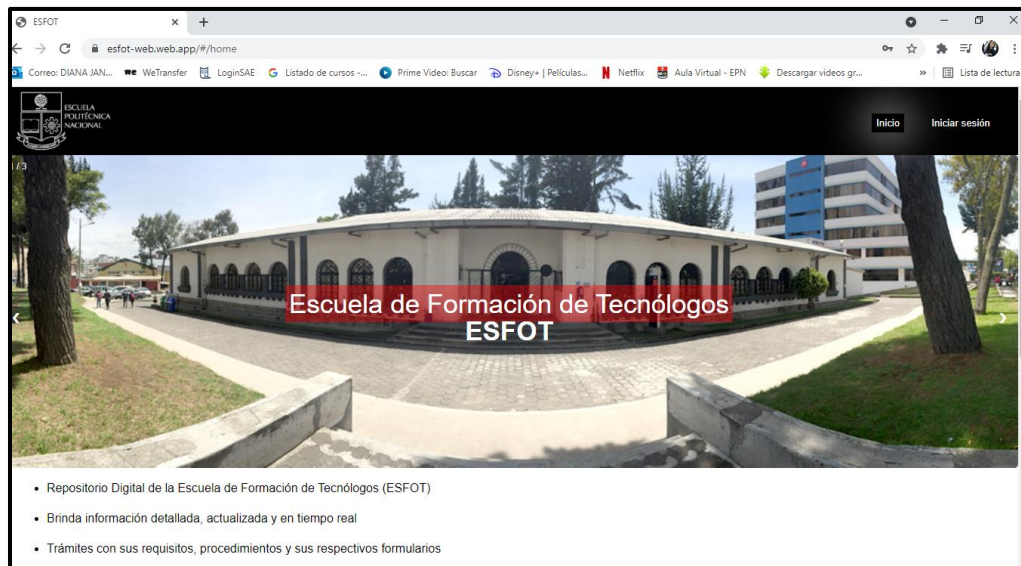 ESFOT
esfot-web.web.app/#/home
Correo: DIANA JAN... WeTransfer LoginSAE Listado de cursos -... Prime Video: Buscar Disney+ | Películas... Netflix Aula Virtual - EPN Descargar videos gr... » Lista de lectura
ESCUELA
POLITÉCNICA
NACIONAL
Inicio Iniciar sesión
1 / 3
Escuela de Formación de Tecnólogos
ESFOT
• Repositorio Digital de la Escuela de Formación de Tecnólogos (ESFOT)
• Brinda información detallada, actualizada y en tiempo real
• Trámites con sus requisitos, procedimientos y sus respectivos formularios